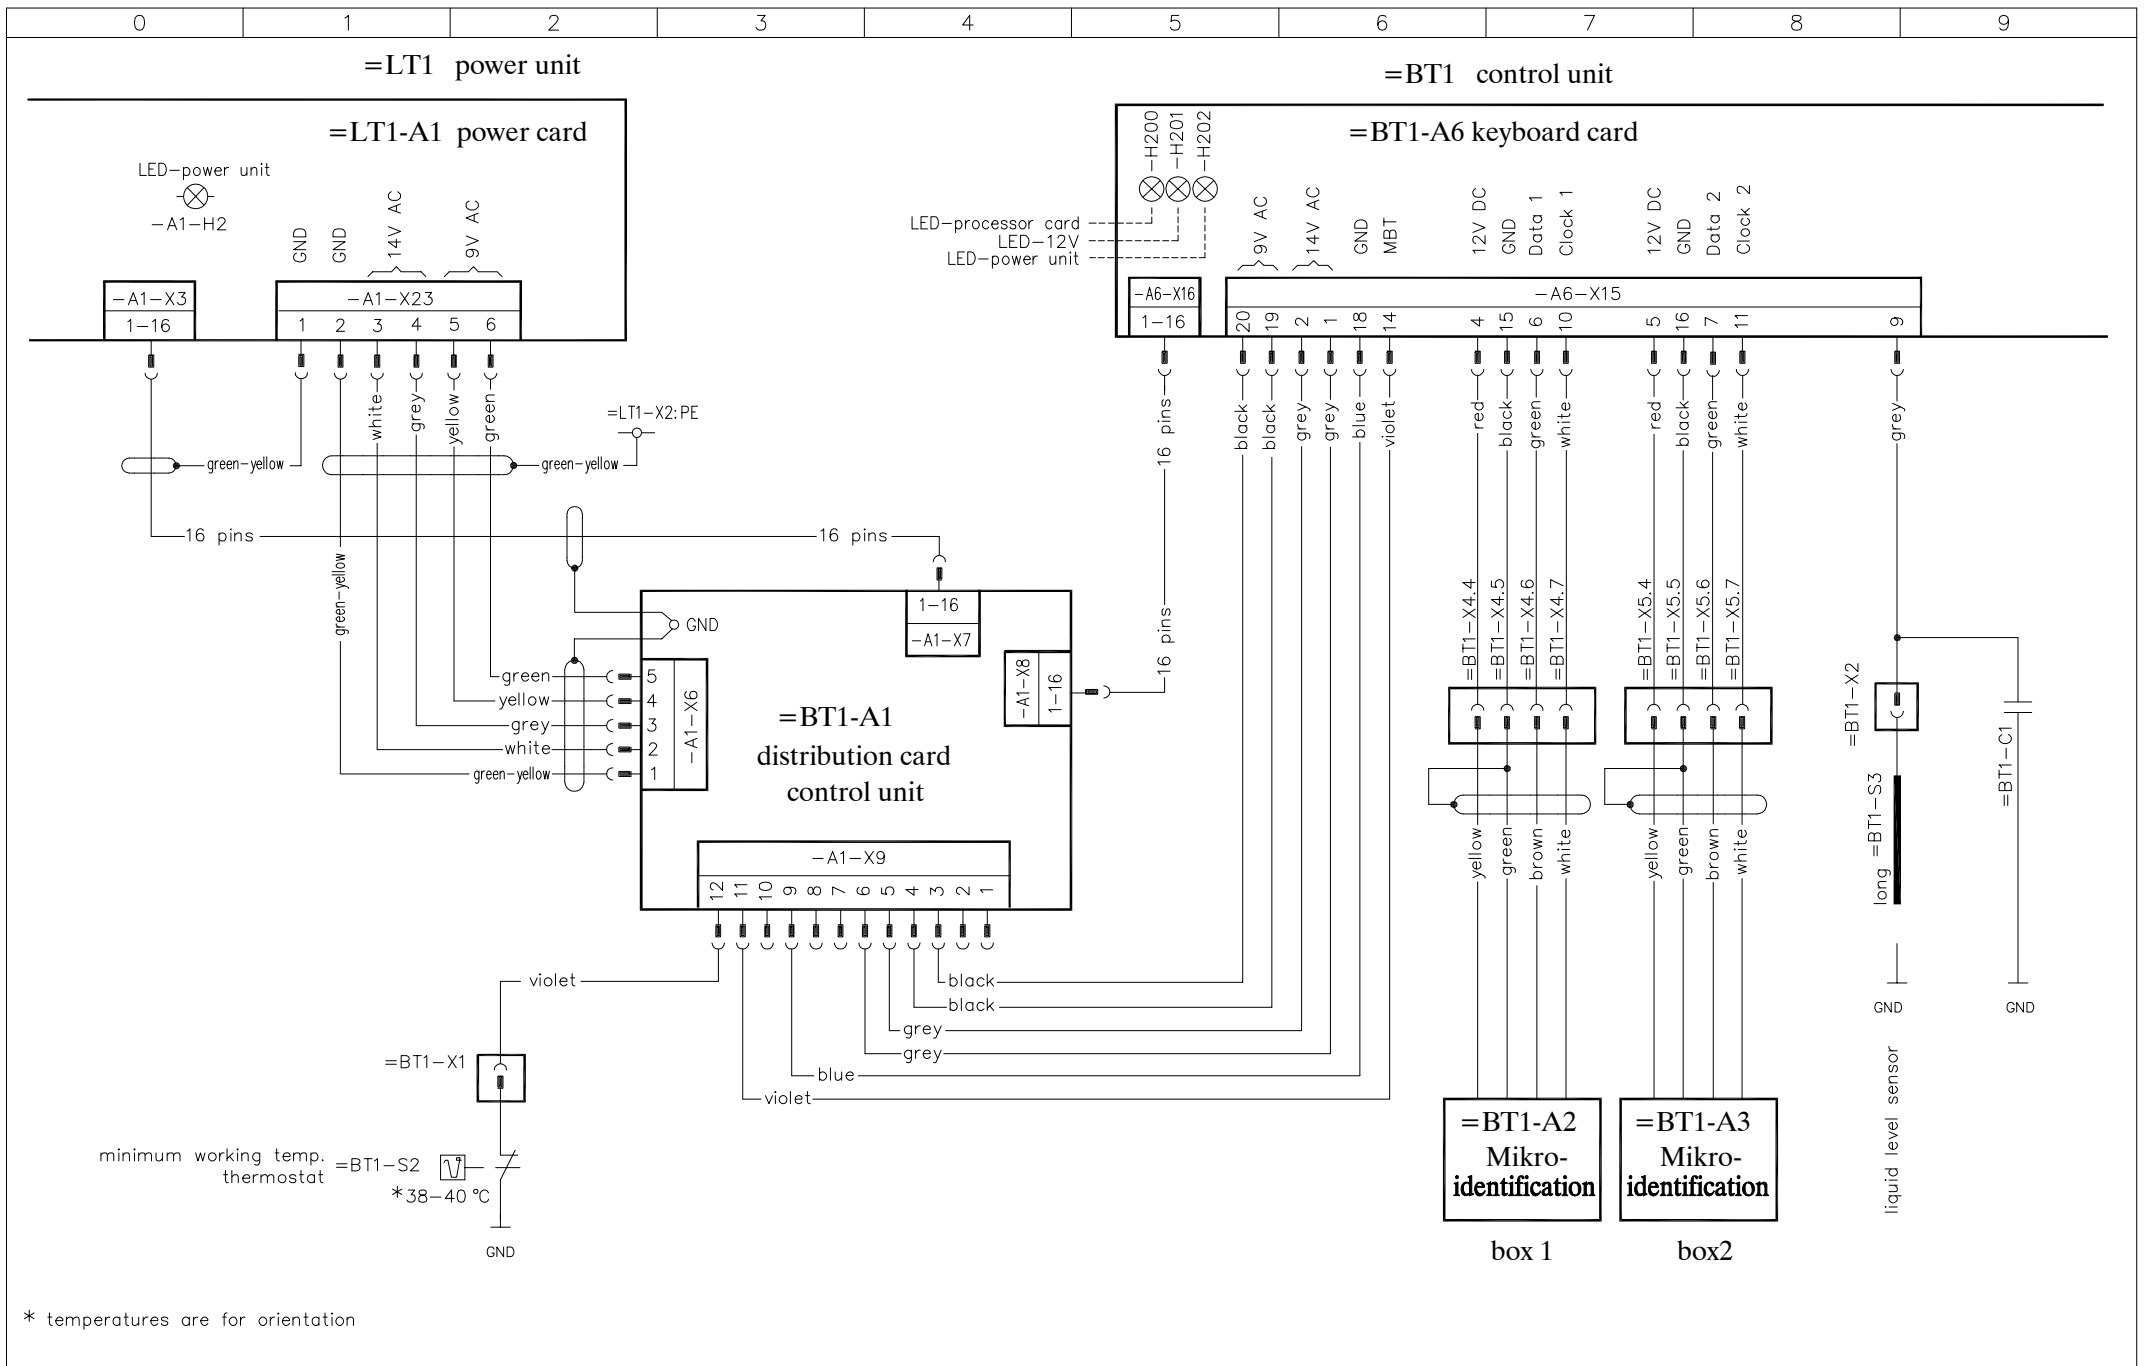 0 1 2 3 4 5 6 7 8 9
=LT1 power unit
=LT1-A1 power card
LED-power unit
-A1-H2
GND
GND
14V AC
9V AC
-A1-X3
1-16
-A1-X23
1 2 3 4 5 6
white
grey
yellow
green
=LT1-X2:PE
green-yellow
green-yellow
16 pins
16 pins
green-yellow
=BT1 control unit
=BT1-A6 keyboard card
-H200
-H201
-H202
LED-processor card
LED-12V
LED-power unit
9V AC
14V AC
GND
MBT
12V DC
GND
Data 1
Clock 1
12V DC
GND
Data 2
Clock 2
-A6-X16
1-16
-A6-X15
20 19 2 1 18 14 4 15 6 10 5 16 7 11 9
16 pins
black
black
grey
grey
blue
violet
red
black
green
white
red
black
green
white
grey
16 pins
1-16
-A1-X7
GND
-A1-X8
1-16
green
yellow
grey
white
green-yellow
5
4
3
2
1
-A1-X6
=BT1-A1
distribution card
control unit
-A1-X9
12 11 10 9 8 7 6 5 4 3 2 1
violet
black
black
grey
grey
blue
violet
=BT1-X4.4
=BT1-X4.5
=BT1-X4.6
=BT1-X4.7
=BT1-X5.4
=BT1-X5.5
=BT1-X5.6
=BT1-X5.7
yellow
green
brown
white
yellow
green
brown
white
=BT1-X2
=BT1-C1
long =BT1-S3
GND
GND
liquid level sensor
=BT1-X1
minimum working temp.
thermostat
=BT1-S2
*38-40 °C
GND
=BT1-A2
Mikro-
identification
box 1
=BT1-A3
Mikro-
identification
box2
* temperatures are for orientation